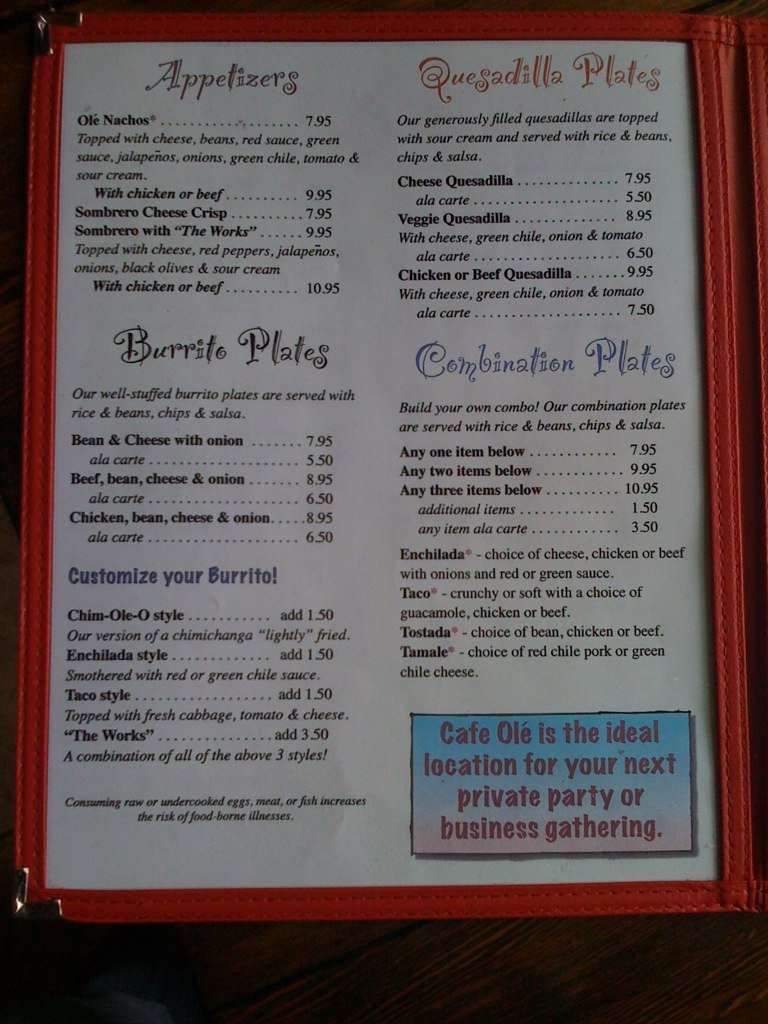 Appetizers
Olé Nachos* . . . . . . . . . . . . . . . . . . . . 7.95
Topped with cheese, beans, red sauce, green
sauce, jalapeños, onions, green chile, tomato &
sour cream.
With chicken or beef . . . . . . . . . . 9.95
Sombrero Cheese Crisp . . . . . . . . . . 7.95
Sombrero with "The Works" . . . . . . 9.95
Topped with cheese, red peppers, jalapeños,
onions, black olives & sour cream
With chicken or beef . . . . . . . . . . 10.95
Burrito Plates
Our well-stuffed burrito plates are served with
rice & beans, chips & salsa.
Bean & Cheese with onion . . . . . . . 7.95
ala carte . . . . . . . . . . . . . . . . . . . . 5.50
Beef, bean, cheese & onion . . . . . . 8.95
ala carte . . . . . . . . . . . . . . . . . . . . 6.50
Chicken, bean, cheese & onion. . . . .8.95
ala carte . . . . . . . . . . . . . . . . . . . . 6.50
Customize your Burrito!
Chim-Ole-O style . . . . . . . . . . . add 1.50
Our version of a chimichanga "lightly" fried.
Enchilada style . . . . . . . . . . . . . add 1.50
Smothered with red or green chile sauce.
Taco style . . . . . . . . . . . . . . . . . . add 1.50
Topped with fresh cabbage, tomato & cheese.
"The Works" . . . . . . . . . . . . . . . add 3.50
A combination of all of the above 3 styles!
Consuming raw or undercooked eggs, meat, or fish increases
the risk of food-borne illnesses.
Quesadilla Plates
Our generously filled quesadillas are topped
with sour cream and served with rice & beans,
chips & salsa.
Cheese Quesadilla . . . . . . . . . . . . . . 7.95
ala carte . . . . . . . . . . . . . . . . . . . . 5.50
Veggie Quesadilla . . . . . . . . . . . . . . 8.95
With cheese, green chile, onion & tomato
ala carte . . . . . . . . . . . . . . . . . . . . 6.50
Chicken or Beef Quesadilla . . . . . . . 9.95
With cheese, green chile, onion & tomato
ala carte . . . . . . . . . . . . . . . . . . . . 7.50
Combination Plates
Build your own combo! Our combination plates
are served with rice & beans, chips & salsa.
Any one item below . . . . . . . . . . . . 7.95
Any two items below . . . . . . . . . . . . 9.95
Any three items below . . . . . . . . . . 10.95
additional items . . . . . . . . . . . . . 1.50
any item ala carte . . . . . . . . . . . . 3.50
Enchilada* - choice of cheese, chicken or beef
with onions and red or green sauce.
Taco* - crunchy or soft with a choice of
guacamole, chicken or beef.
Tostada* - choice of bean, chicken or beef.
Tamale* - choice of red chile pork or green
chile cheese.
Cafe Olé is the ideal
location for your next
private party or
business gathering.